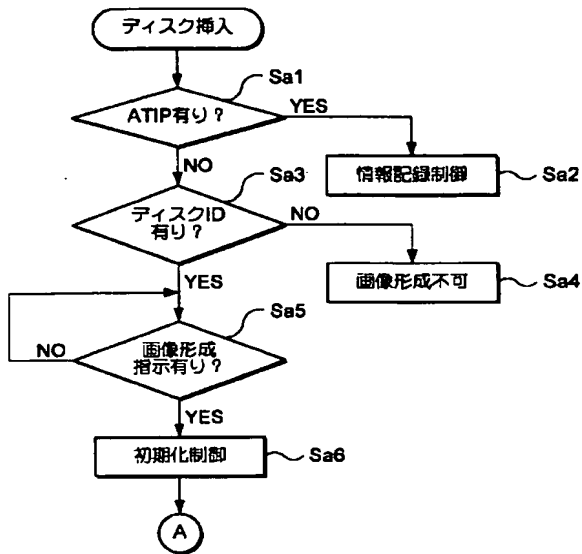 ディスク挿入
Sa1
ATIP有り？
YES
NO
情報記録制御
Sa2
Sa3
ディスクID
有り？
NO
YES
画像形成不可
Sa4
Sa5
画像形成
指示有り？
NO
YES
初期化制御
Sa6
A